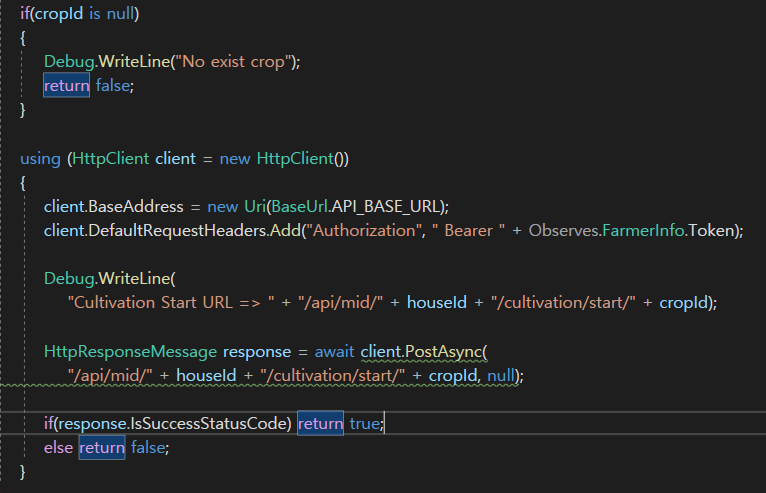 if(cropId is null)
{
Debug.WriteLine("No exist crop");
return false;
}
using (HttpClient client = new HttpClient())
{
client.BaseAddress = new Uri(BaseUrl.API_BASE_URL);
client.DefaultRequestHeaders.Add("Authorization", " Bearer " + Observes.FarmerInfo.Token);
Debug.WriteLine(
"Cultivation Start URL => " + "/api/mid/" + houseId + "/cultivation/start/" + cropId);
HttpResponseMessage response = await client.PostAsync(
"/api/mid/" + houseId + "/cultivation/start/" + cropId, null);
if(response.IsSuccessStatusCode) return true;
else return false;
}